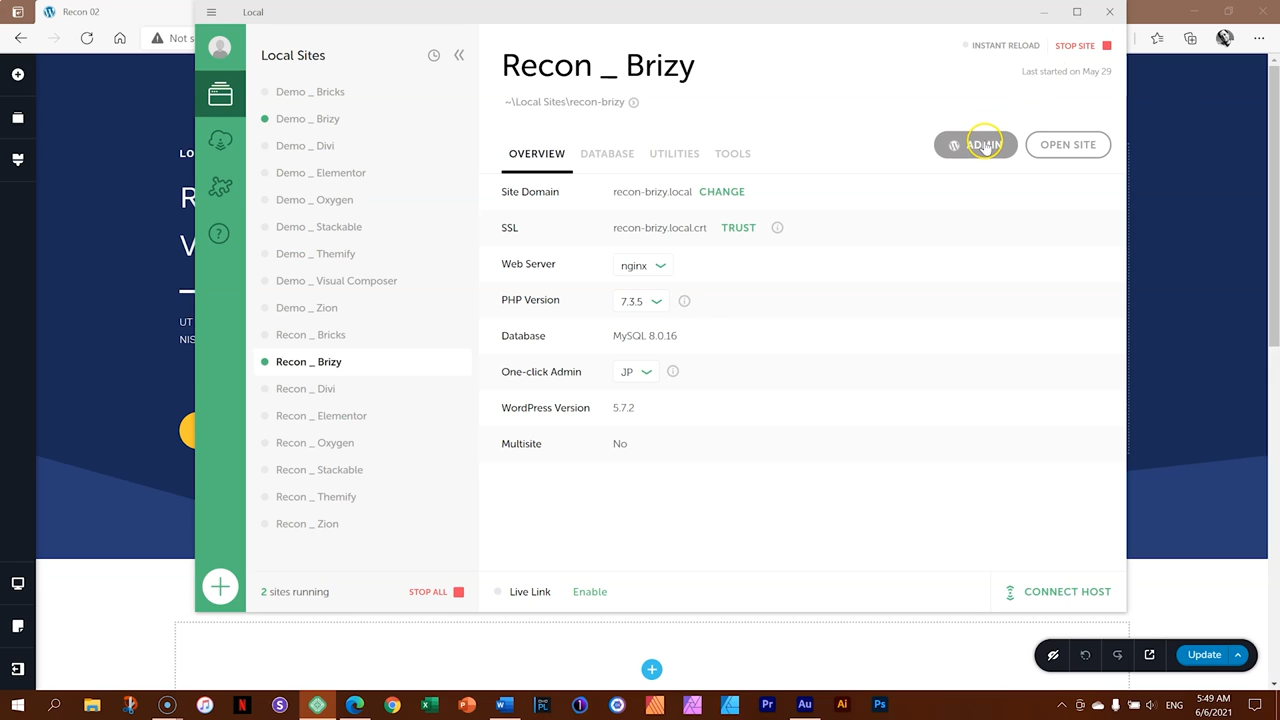 Recon 02
Local
Not s
Local Sites
Demo _ Bricks
Demo _ Brizy
Demo _ Divi
Demo _ Elementor
Demo _ Oxygen
Demo _ Stackable
Demo _ Themify
Demo _ Visual Composer
Demo _ Zion
Recon _ Bricks
Recon _ Brizy
Recon _ Divi
Recon _ Elementor
Recon _ Oxygen
Recon _ Stackable
Recon _ Themify
Recon _ Zion
2 sites running
STOP ALL
Recon _ Brizy
~\Local Sites\recon-brizy
INSTANT RELOAD
STOP SITE
Last started on May 29
ADMIN
OPEN SITE
OVERVIEW DATABASE UTILITIES TOOLS
Site Domain recon-brizy.local CHANGE
SSL recon-brizy.local.crt TRUST
Web Server nginx
PHP Version 7.3.5
Database MySQL 8.0.16
One-click Admin JP
WordPress Version 5.7.2
Multisite No
Live Link Enable
CONNECT HOST
LO
R
V
UT
NIS
Update
5:49 AM
6/6/2021